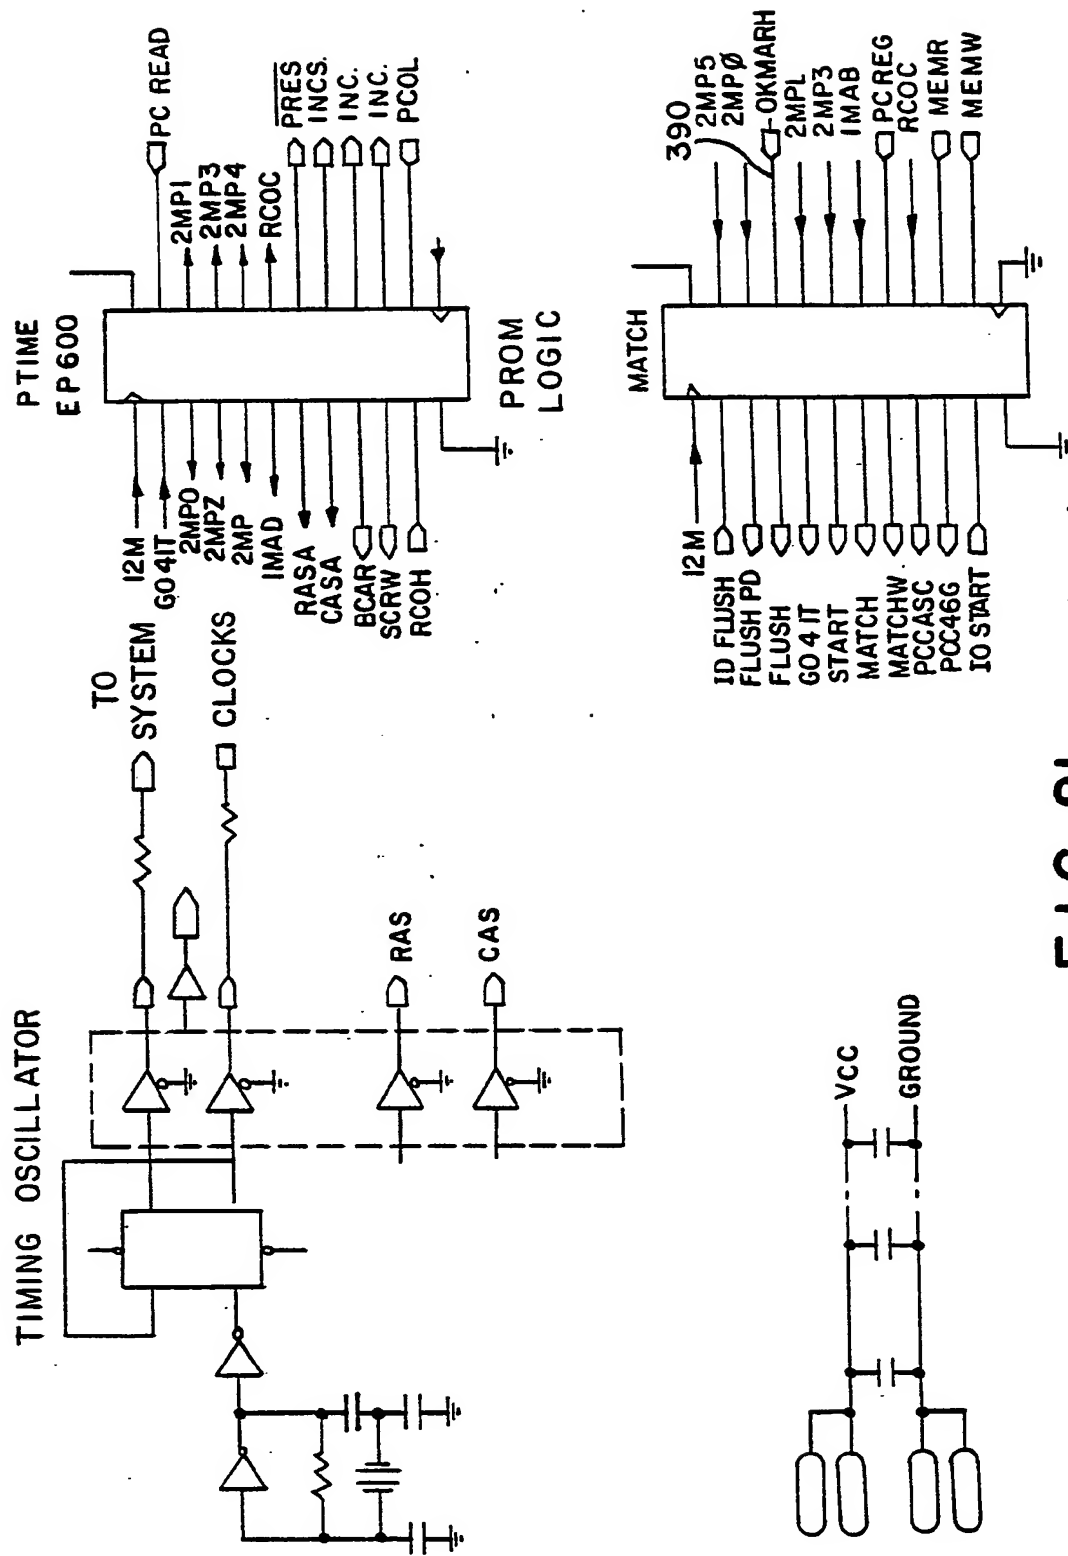 TIMING OSCILLATOR
TO
SYSTEM
CLOCKS
RAS
CAS
VCC
GROUND
PTIME
EP600
12M
GO4IT
2MPO
2MPZ
2MP
IMAD
RASA
CASA
BCAR
SCRW
RCOH
PC READ
2MP1
2MP3
2MP4
RCOC
PRES
INCS.
INC.
INC.
PCOL
PROM
LOGIC
MATCH
12M
ID FLUSH
FLUSH PD
FLUSH
GO 4 IT
START
MATCH
MATCHW
PCCASC
PCC46G
IO START
390
2MP5
2MPØ
OKMARH
2MPL
2MP3
IMAB
PCREG
RCOC
MEMR
MEMW